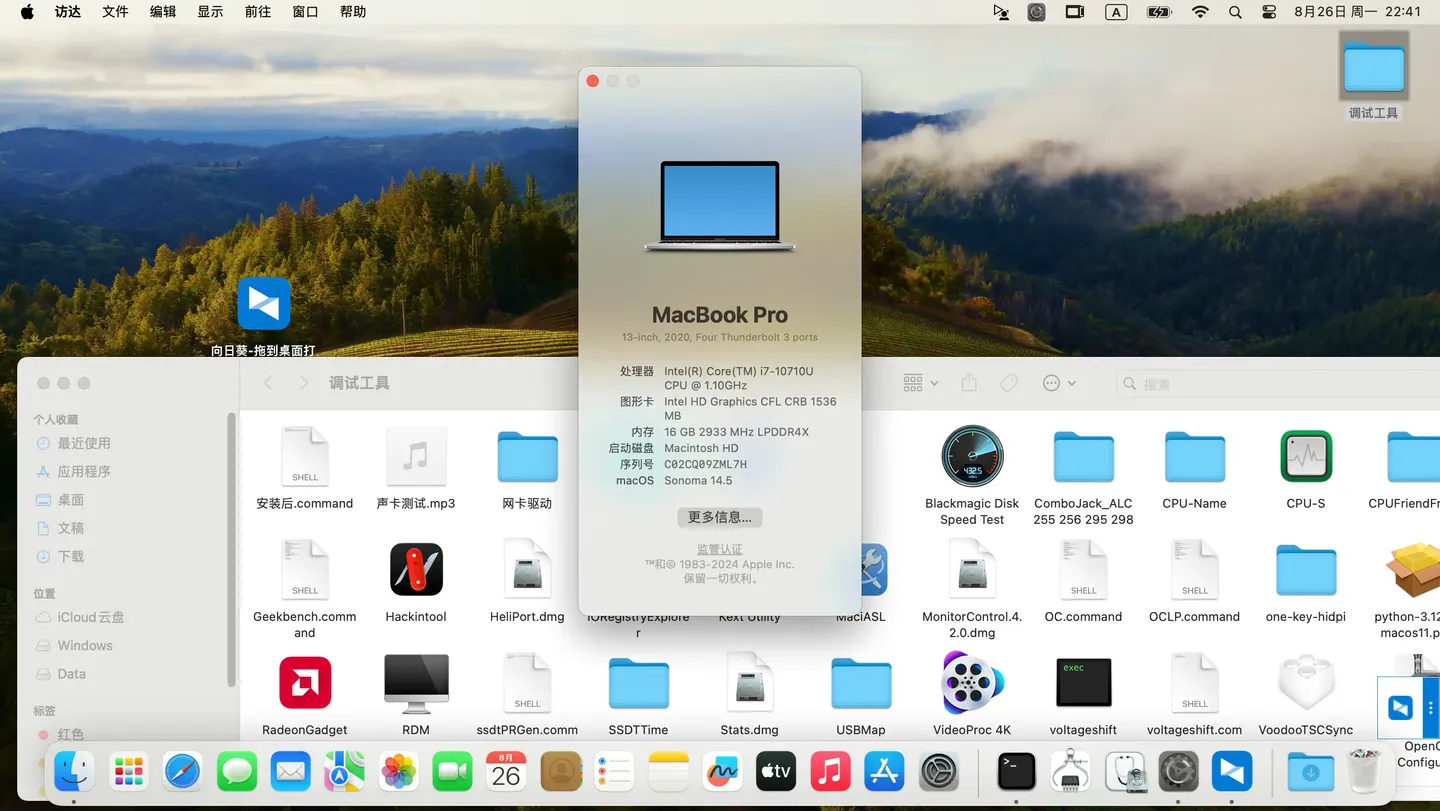 访达 文件 编辑 显示 前往 窗口 帮助
A
8月26日 周一 22:41
调试工具
向日葵-拖到桌面打
MacBook Pro
13-inch, 2020, Four Thunderbolt 3 ports
处理器 Intel(R) Core(TM) i7-10710U
CPU @ 1.10GHz
图形卡 Intel HD Graphics CFL CRB 1536
MB
内存 16 GB 2933 MHz LPDDR4X
启动磁盘 Macintosh HD
序列号 C02CQ09ZML7H
macOS Sonoma 14.5
更多信息...
监管认证
™和© 1983-2024 Apple Inc.
保留一切权利。
调试工具
搜索
个人收藏
最近使用
应用程序
桌面
文稿
下载
位置
iCloud云盘
Windows
Data
标签
红色
SHELL
432.5
安装后.command 声卡测试.mp3 网卡驱动
Blackmagic Disk
Speed Test
ComboJack_ALC
255 256 295 298
CPU-Name CPU-S CPUFriendFr
SHELL SHELL SHELL
Geekbench.comm
and
Hackintool HeliPort.dmg
IORegistryExplore
r
Kext Utility MaciASL
MonitorControl.4.
2.0.dmg
OC.command OCLP.command one-key-hidpi
python-3.12
macos11.p
SHELL exec SHELL
RadeonGadget RDM ssdtPRGen.comm SSDTTime Stats.dmg USBMap VideoProc 4K voltageshift voltageshift.com VoodooTSCSync
OpenC
Configu
8月
26
tv